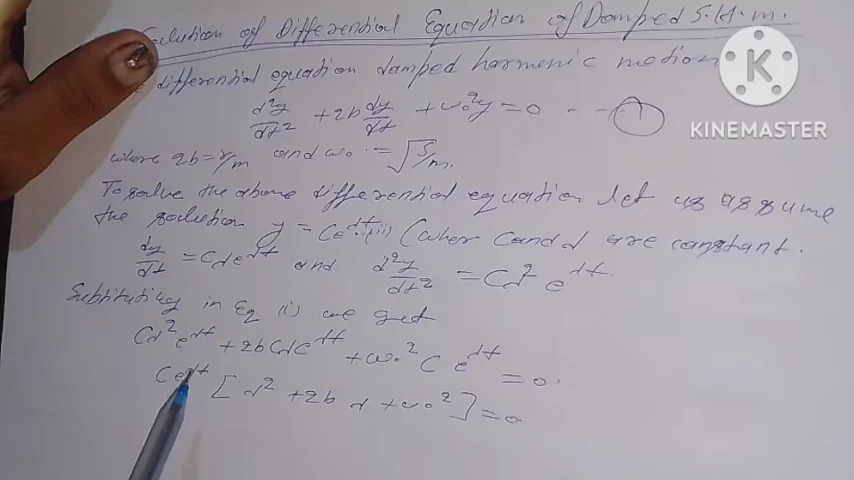 Solution of Differential Equation of Damped S.H.m.
differential equation damped harmonic motion
d²y/dt² + 2b dy/dt + ω₀²y = 0 - - - ①
where 2b = r/m and ω₀ = √s/m.
To solve the above differential equation let us assume
the solution y = Ce^αt ..(ii) (wher C and α are constant.
dy/dt = Cαe^αt and d²y/dt² = Cα² e^αt.
Subtituting in Eq (i) we get
Cα²e^αt + 2bCαe^αt + ω₀² C e^αt = 0.
Ce^αt [α² + 2b α + ω₀²] = 0
K
KINEMASTER